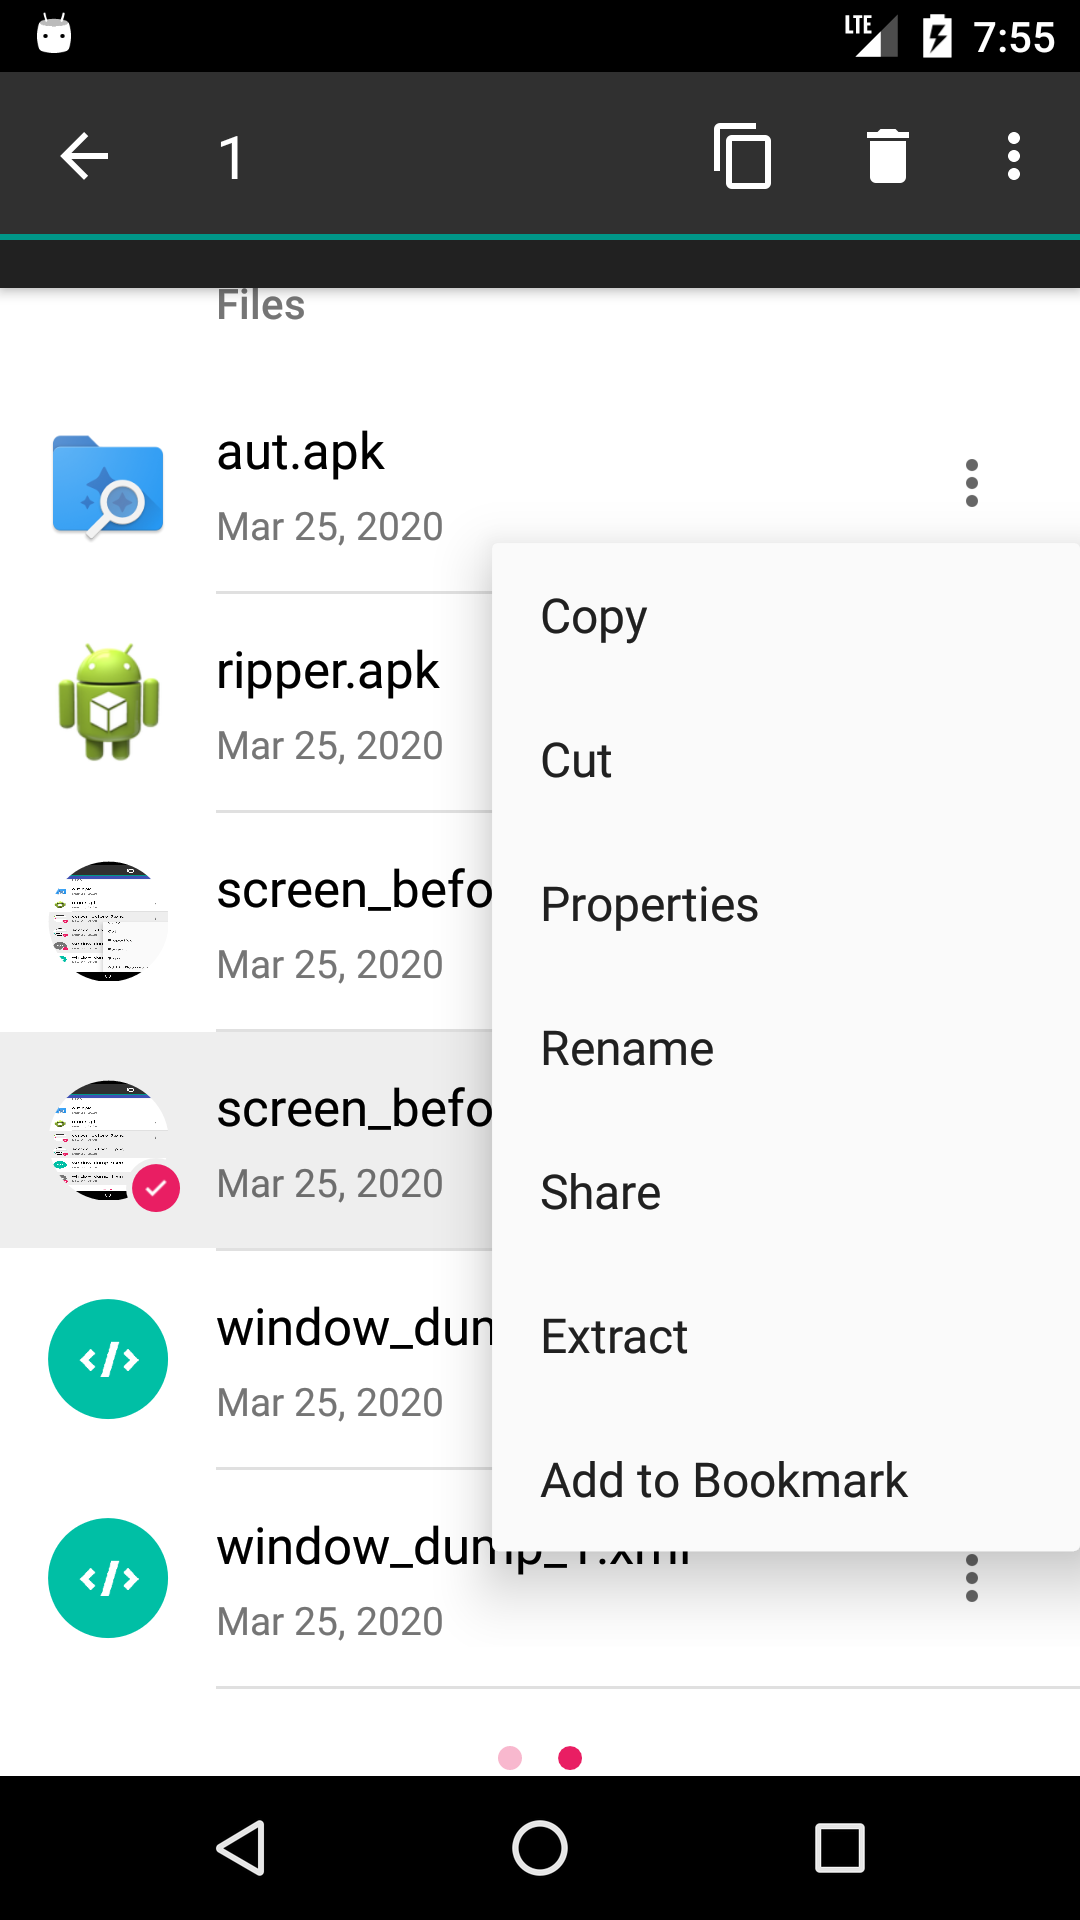 LTE 7:55
1
Files
aut.apk
Mar 25, 2020
Copy
ripper.apk
Cut
Mar 25, 2020
screen_befo
Properties
Mar 25, 2020
Rename
screen_befo
Mar 25, 2020
Share
window_dun
Extract
Mar 25, 2020
Add to Bookmark
window_dump_1.xml
Mar 25, 2020